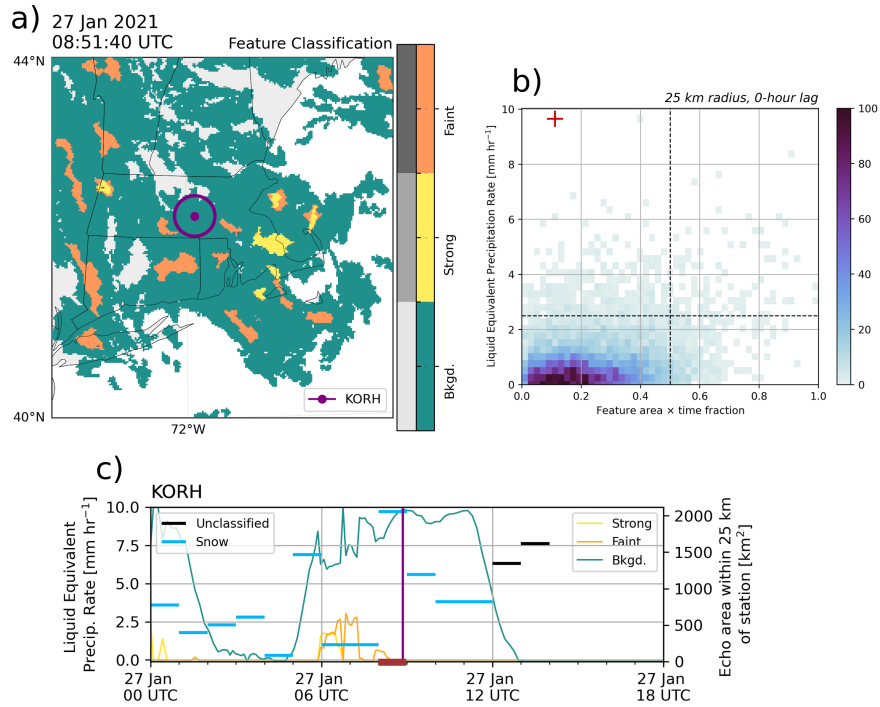 a)
27 Jan 2021
08:51:40 UTC
Feature Classification
44°N
40°N
72°W
KORH
Faint
Strong
Bkgd.
b)
25 km radius, 0-hour lag
Liquid Equivalent Precipitation Rate [mm hr⁻¹]
10
8
6
4
2
0
0.0 0.2 0.4 0.6 0.8 1.0
Feature area × time fraction
100
80
60
40
20
0
c)
KORH
Liquid Equivalent
Precip. Rate [mm hr⁻¹]
10.0
7.5
5.0
2.5
0.0
Unclassified
Snow
Strong
Faint
Bkgd.
2000
1500
1000
500
0
Echo area within 25 km
of station [km²]
27 Jan 27 Jan 27 Jan 27 Jan
00 UTC 06 UTC 12 UTC 18 UTC